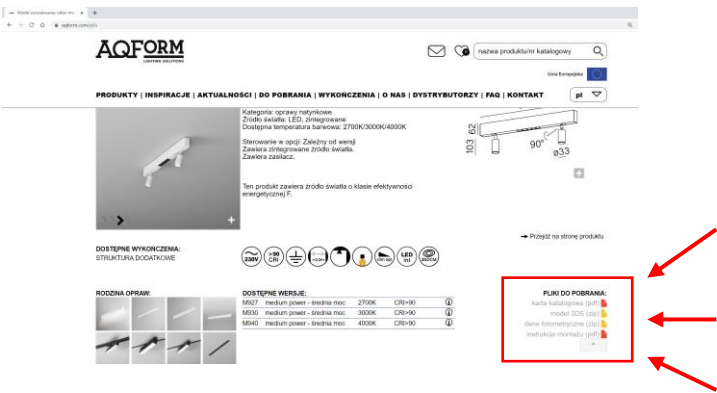 AQFORM
LIGHTING SOLUTIONS
nazwa produktu/nr katalogowy
Unia Europejska
PRODUKTY | INSPIRACJE | AKTUALNOŚCI | DO POBRANIA | WYKOŃCZENIA | O NAS | DYSTRYBUTORZY | FAQ | KONTAKT
pl
Kategoria: oprawy natynkowe
Źródło światła: LED, zintegrowane
Dostępna temperatura barwowa: 2700K/3000K/4000K
Sterowanie w opcji: Zależny od wersji
Zawiera zintegrowane źródło światła.
Zawiera zasilacz.
Ten produkt zawiera źródło światła o klasie efektywności
energetycznej F.
62
103
90°
ø33
Przejdź na stronę produktu
DOSTĘPNE WYKOŃCZENIA:
STRUKTURA DODATKOWE
230V
>90
CRI
LED
int
RODZINA OPRAW:
DOSTĘPNE WERSJE:
M927 medium power - średnia moc 2700K CRI>90
M930 medium power - średnia moc 3000K CRI>90
M940 medium power - średnia moc 4000K CRI>90
PLIKI DO POBRANIA:
karta katalogowa (pdf)
model 3DS (zip)
dane fotometryczne (zip)
instrukcja montażu (pdf)